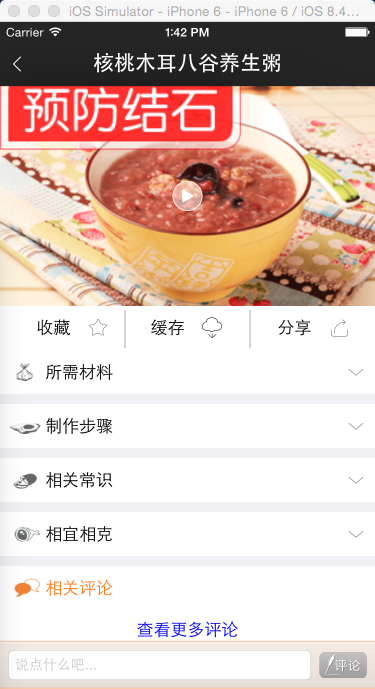 iOS Simulator - iPhone 6 - iPhone 6 / iOS 8.4...
Carrier 1:42 PM
核桃木耳八谷养生粥
预防结石
收藏 缓存 分享
所需材料
制作步骤
相关常识
相宜相克
相关评论
查看更多评论
说点什么吧... 评论